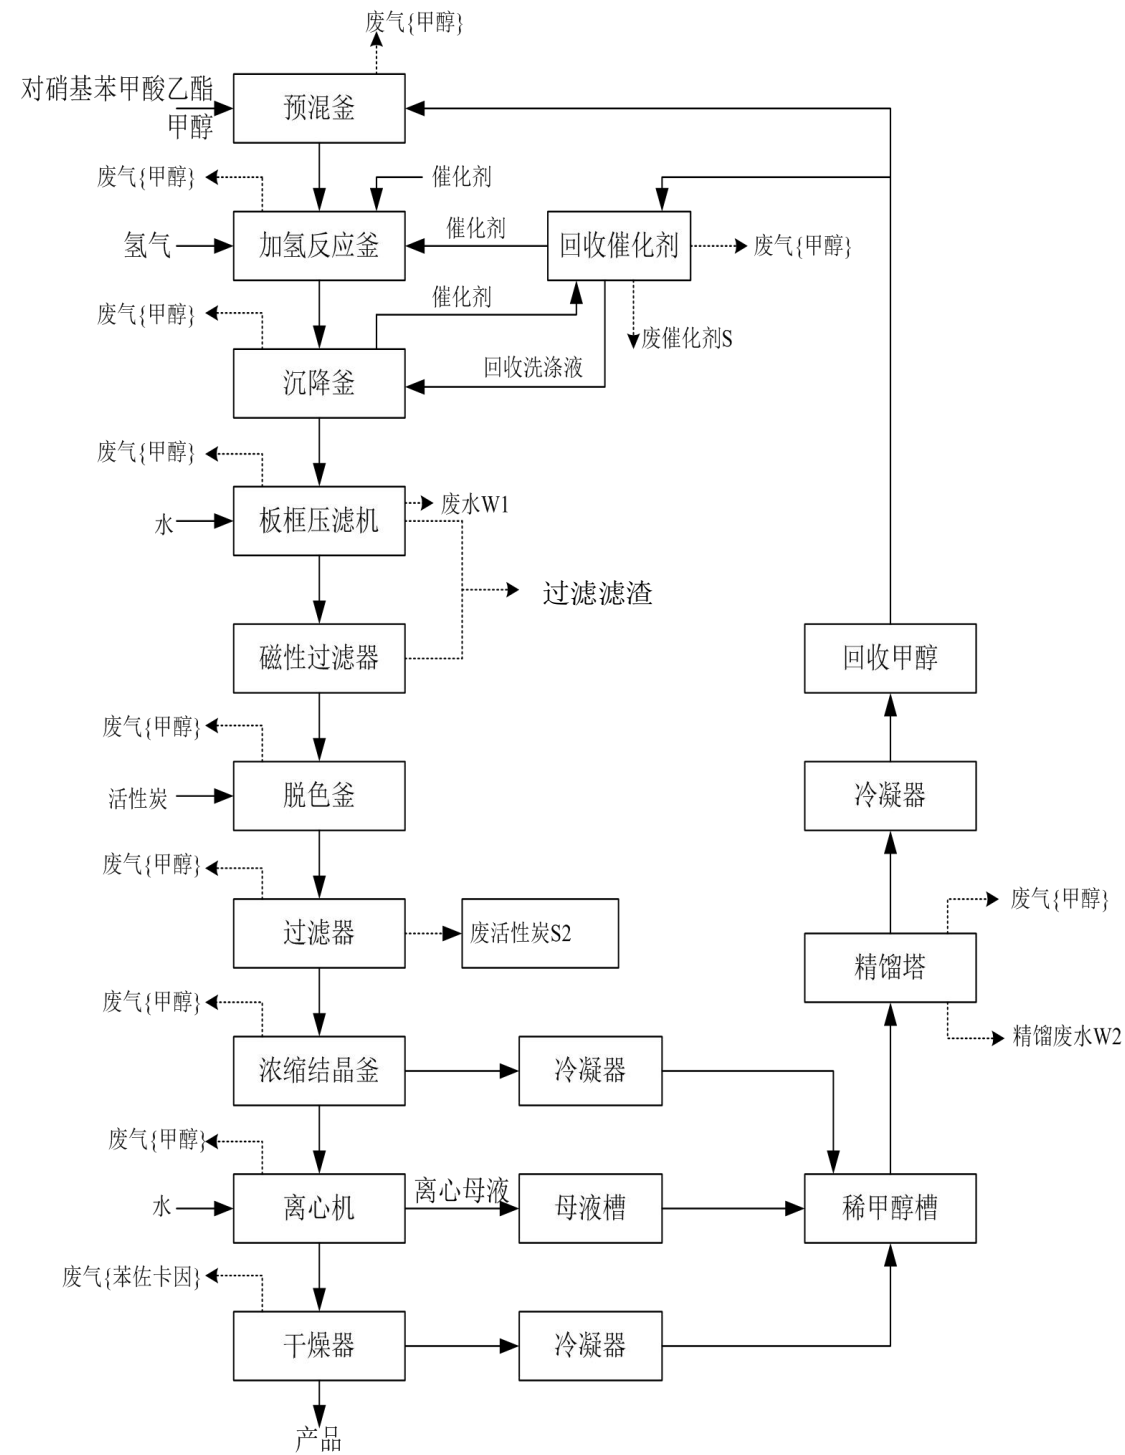 废气{甲醇}
对硝基苯甲酸乙酯
甲醇
预混釜
废气{甲醇}
催化剂
氢气
加氢反应釜
催化剂
回收催化剂
废气{甲醇}
废气{甲醇}
催化剂
废催化剂S
沉降釜
回收洗涤液
废气{甲醇}
水
板框压滤机
废水W1
过滤滤渣
磁性过滤器
回收甲醇
废气{甲醇}
活性炭
脱色釜
冷凝器
废气{甲醇}
过滤器
废活性炭S2
废气{甲醇}
精馏塔
精馏废水W2
废气{甲醇}
浓缩结晶釜
冷凝器
废气{甲醇}
水
离心机
离心母液
母液槽
稀甲醇槽
废气{苯佐卡因}
干燥器
冷凝器
产品